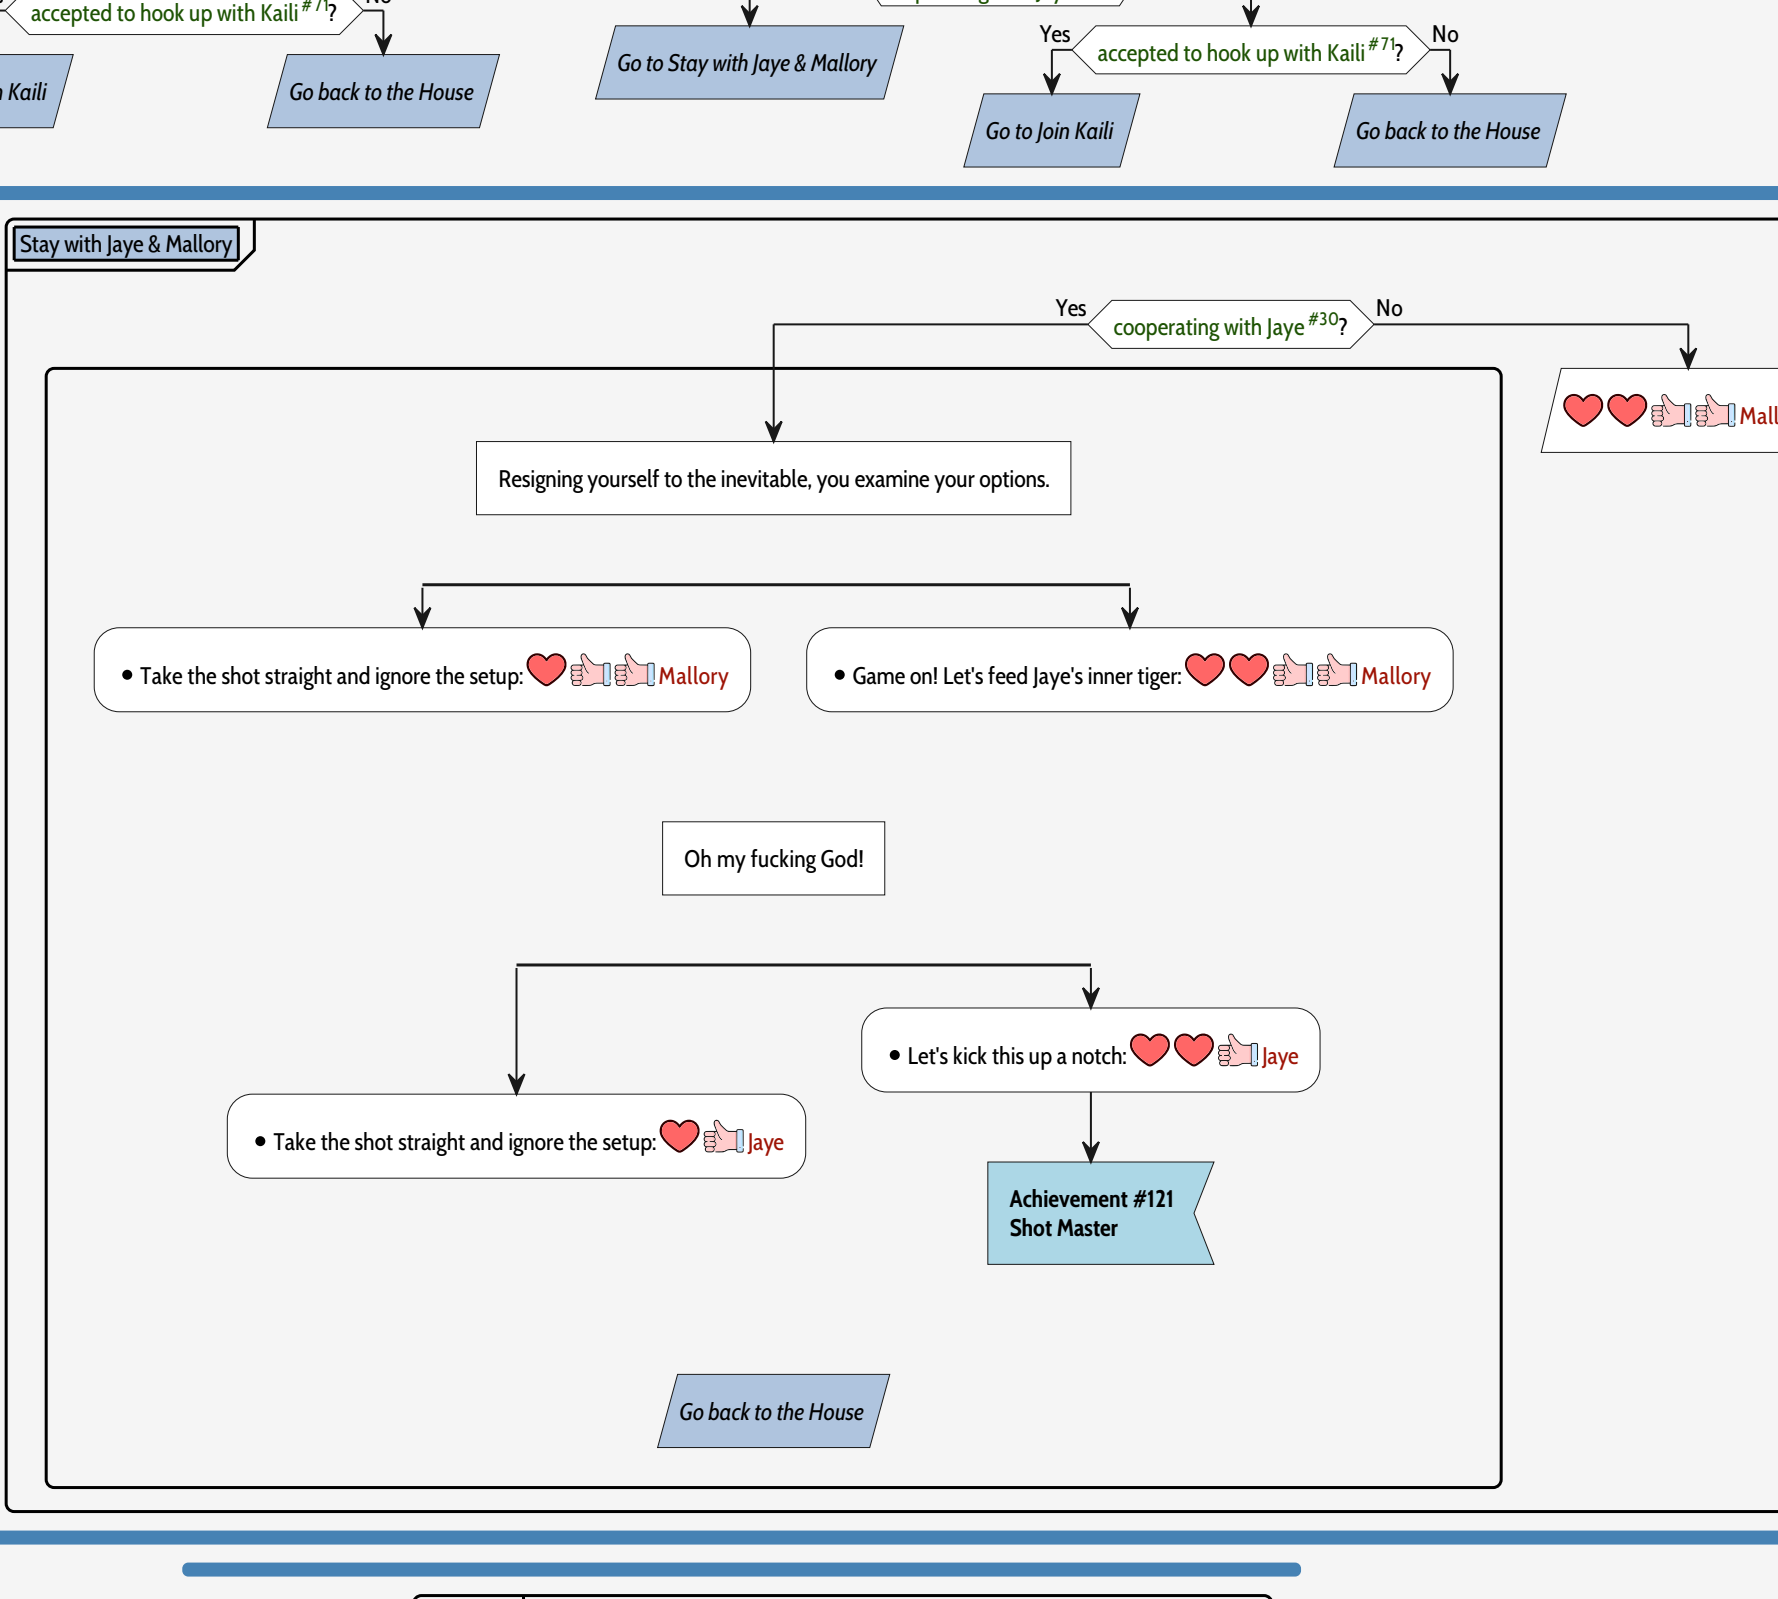 accepted to hook up with Kaili #71?
No
Kaili
Go back to the House
Go to Stay with Jaye & Mallory
Yes
accepted to hook up with Kaili #71?
No
Go to Join Kaili
Go back to the House
Stay with Jaye & Mallory
Yes
cooperating with Jaye #30?
No
Mall
Resigning yourself to the inevitable, you examine your options.
• Take the shot straight and ignore the setup: Mallory
• Game on! Let's feed Jaye's inner tiger: Mallory
Oh my fucking God!
• Let's kick this up a notch: Jaye
• Take the shot straight and ignore the setup: Jaye
Achievement #121
Shot Master
Go back to the House